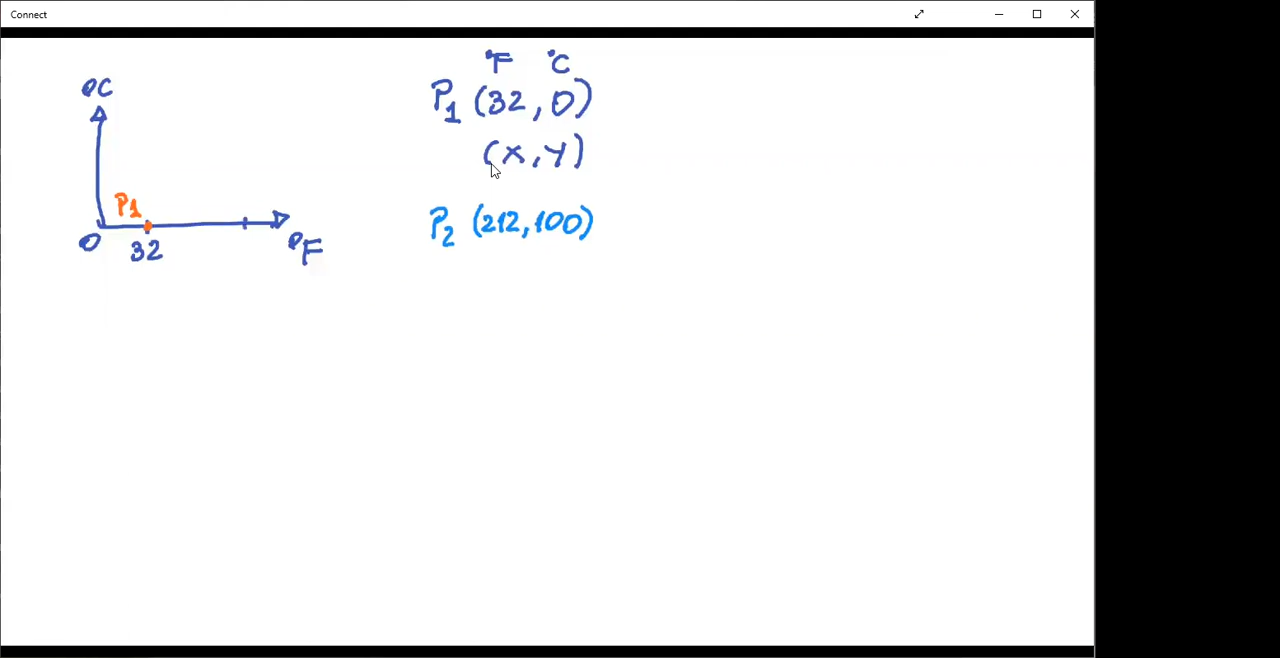 Connect
°F °C
°C
P1 (32, 0)
(X, Y)
P1
P2 (212, 100)
0 32 °F